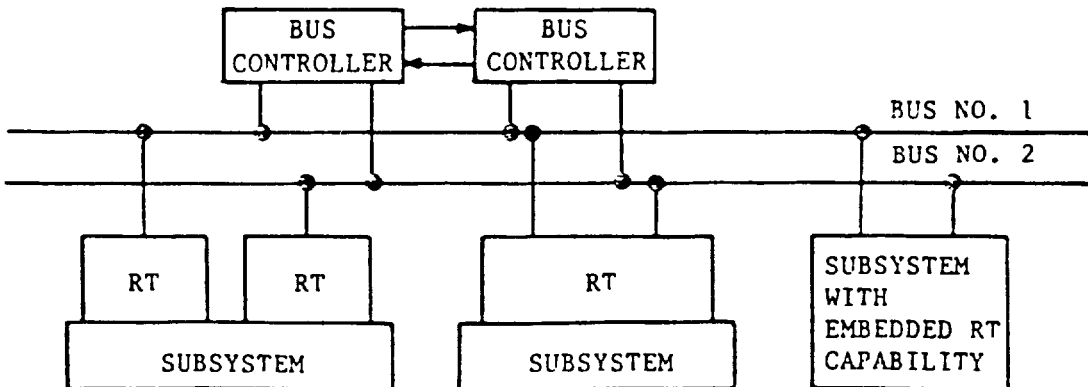 BUS
CONTROLLER
BUS
CONTROLLER
BUS NO. 1
BUS NO. 2
RT
RT
SUBSYSTEM
RT
SUBSYSTEM
SUBSYSTEM
WITH
EMBEDDED RT
CAPABILITY